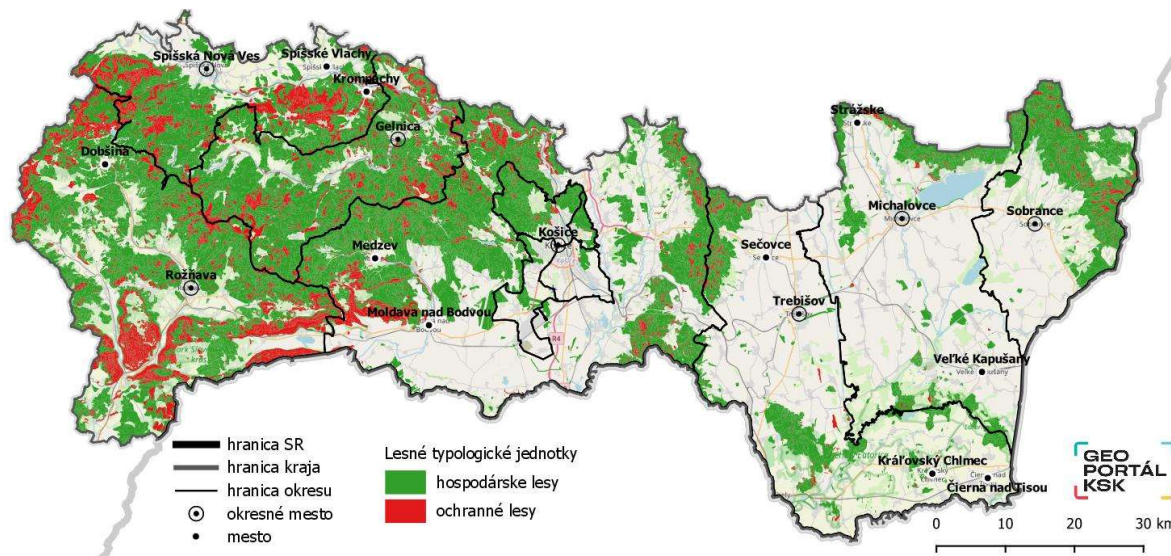 Spišská Nová Ves
Spišské Vlachy
Krompachy
Gelnica
Dobšiná
Strážske
Michalovce
Sobrance
Košice
Sečovce
Medzev
Rožňava
Trebišov
Moldava nad Bodvou
R4
Veľké Kapušany
Kráľovský Chlmec
Čierna nad Tisou
hranica SR
hranica kraja
hranica okresu
okresné mesto
mesto
Lesné typologické jednotky
hospodárske lesy
ochranné lesy
GEO
PORTÁL
KSK
0 10 20 30 km